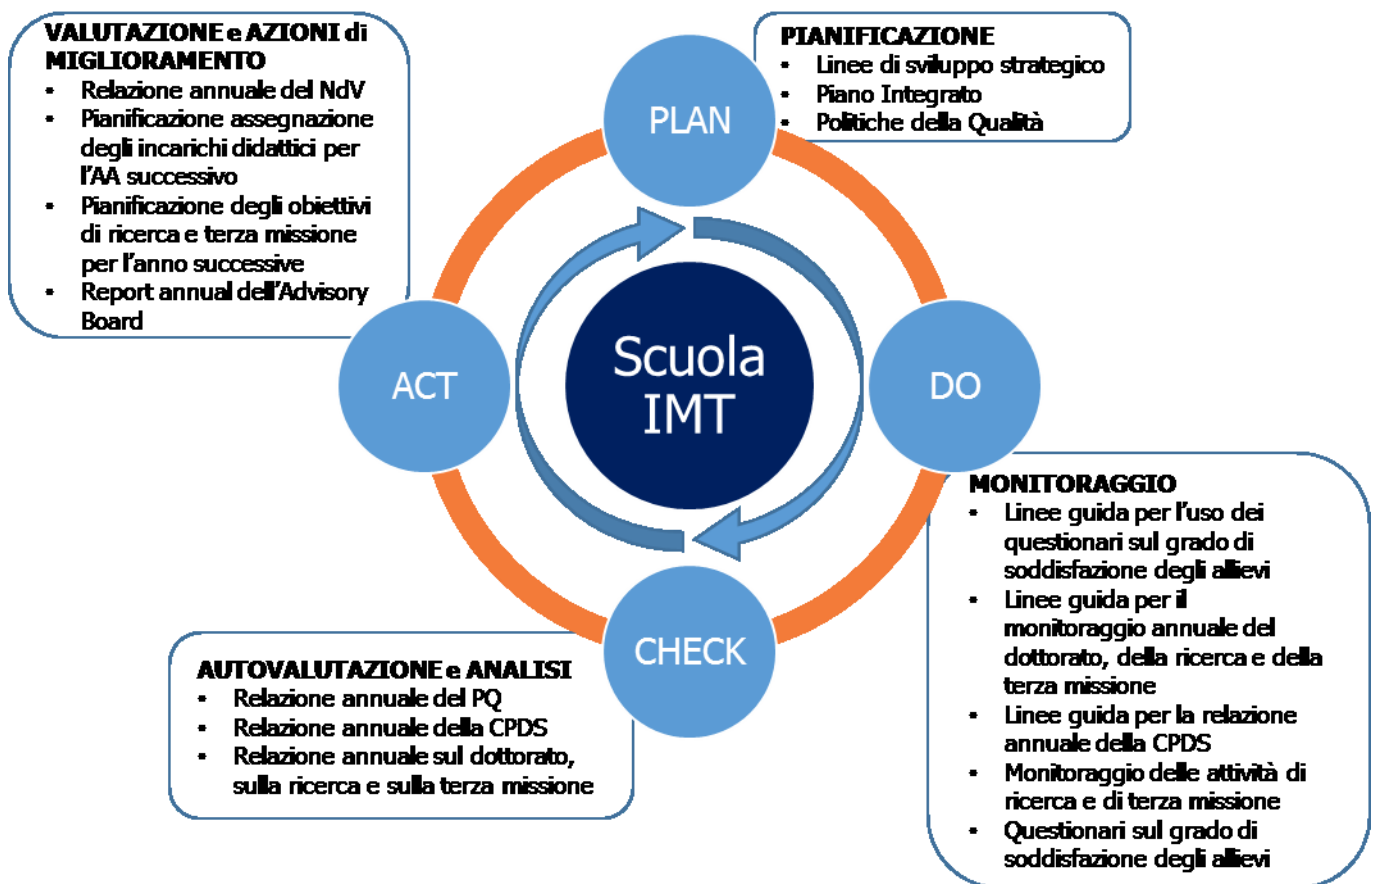 VALUTAZIONE e AZIONI di
MIGLIORAMENTO
• Relazione annuale del NdV
• Pianificazione assegnazione
degli incarichi didattici per
l'AA successivo
• Pianificazione degli obiettivi
di ricerca e terza missione
per l'anno successive
• Report annual dell'Advisory
Board
PLAN
PIANIFICAZIONE
• Linee di sviluppo strategico
• Piano Integrato
• Politiche della Qualità
ACT
Scuola
IMT
DO
MONITORAGGIO
• Linee guida per l'uso dei
questionari sul grado di
soddisfazione degli allievi
• Linee guida per il
monitoraggio annuale del
dottorato, della ricerca e della
terza missione
• Linee guida per la relazione
annuale della CPDS
• Monitoraggio delle attività di
ricerca e di terza missione
• Questionari sul grado di
soddisfazione degli allievi
CHECK
AUTOVALUTAZIONE e ANALISI
• Relazione annuale del PQ
• Relazione annuale della CPDS
• Relazione annuale sul dottorato,
sulla ricerca e sulla terza missione